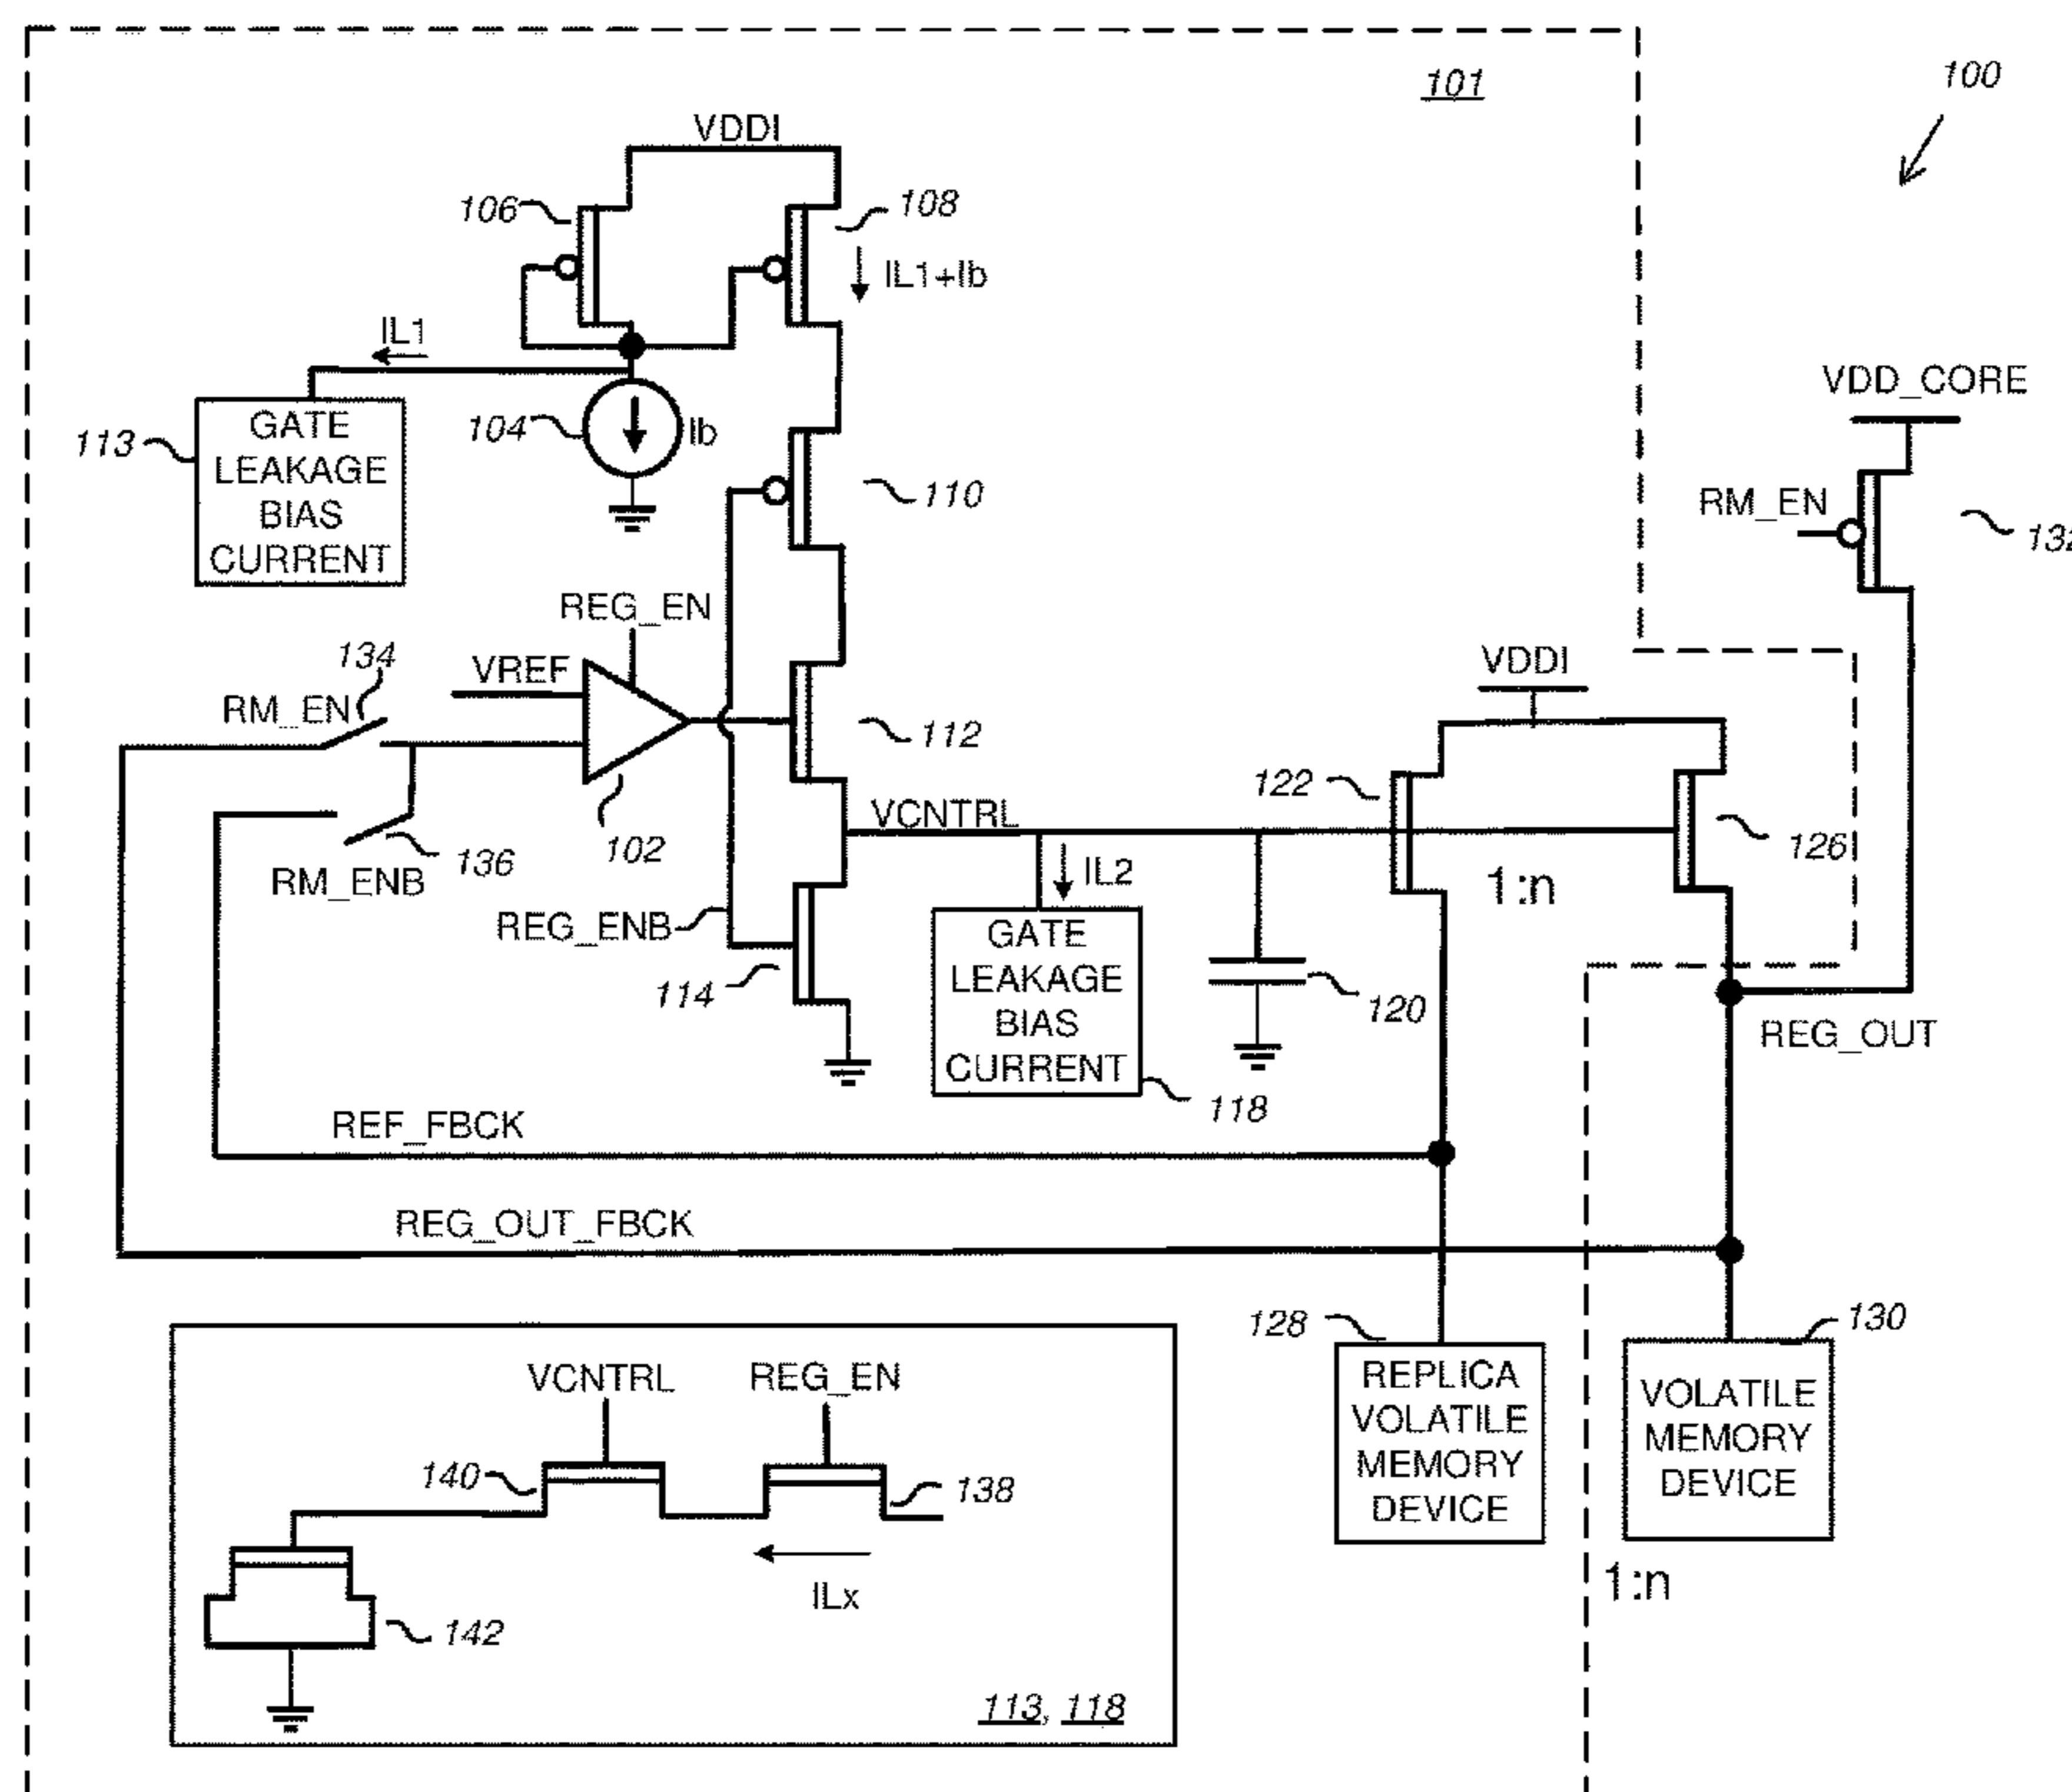 101
100
VDDI
106
108
IL1+Ib
IL1
104
Ib
113
GATE
LEAKAGE
BIAS
CURRENT
110
VDD_CORE
RM_EN
REG_EN
134
VREF
RM_EN
112
VDDI
122
VCNTRL
126
102
136
RM_ENB
IL2
1:n
REG_ENB
GATE
LEAKAGE
BIAS
CURRENT
114
120
REG_OUT
118
REF_FBCK
REG_OUT_FBCK
128
130
REPLICA
VOLATILE
MEMORY
DEVICE
VOLATILE
MEMORY
DEVICE
VCNTRL
REG_EN
140
138
ILx
1:n
142
113, 118